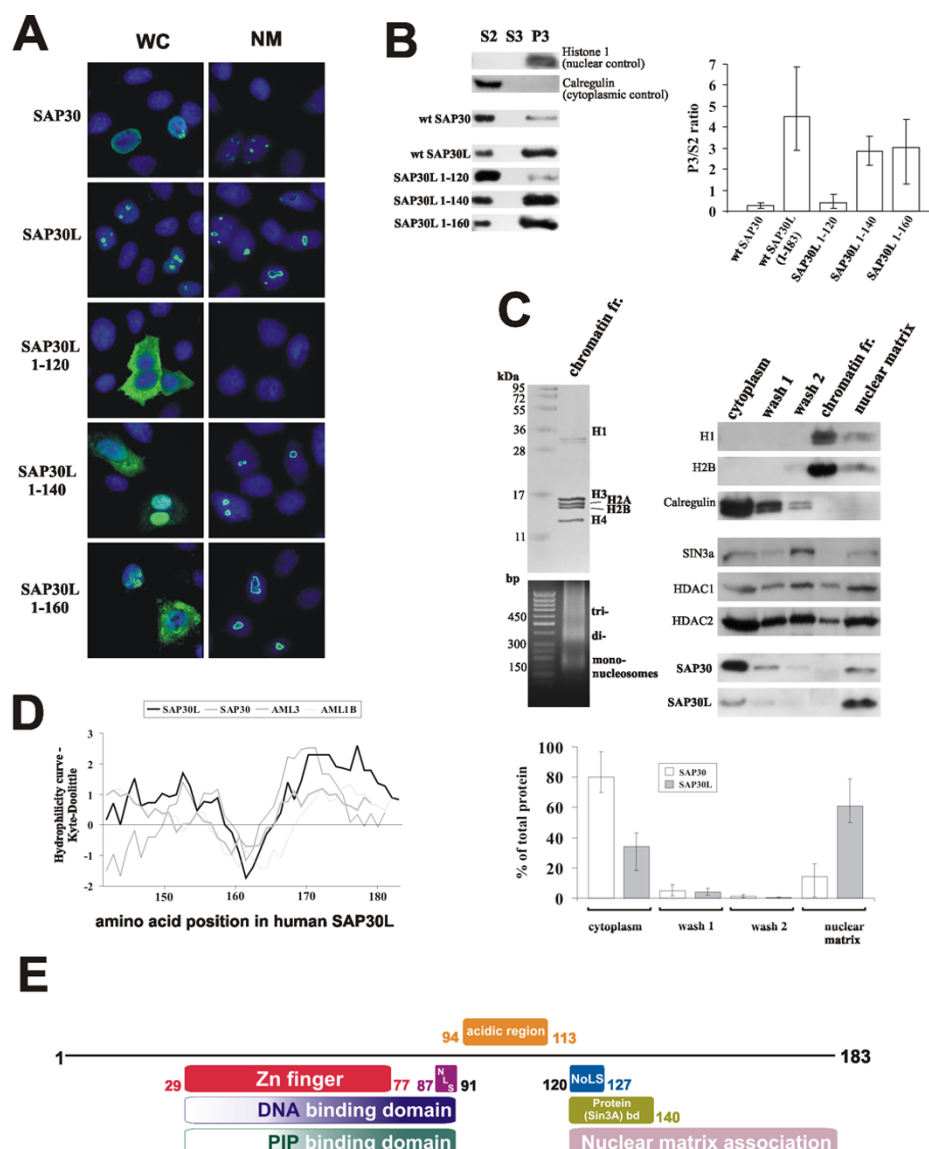 A
WC NM
SAP30
SAP30L
SAP30L
1-120
SAP30L
1-140
SAP30L
1-160
B
S2 S3 P3
Histone 1
(nuclear control)
Calregulin
(cytoplasmic control)
wt SAP30
wt SAP30L
SAP30L 1-120
SAP30L 1-140
SAP30L 1-160
P3/S2 ratio
7
6
5
4
3
2
1
0
wt SAP30
wt SAP30L
(1-183)
SAP30L 1-120
SAP30L 1-140
SAP30L 1-160
C
chromatin fr.
kDa
95
72
55
36
28
17
11
H1
H3
H2A
H2B
H4
bp
450
300
150
tri-
di-
mono-
nucleosomes
cytoplasm
wash 1
wash 2
chromatin fr.
nuclear matrix
H1
H2B
Calregulin
SIN3a
HDAC1
HDAC2
SAP30
SAP30L
% of total protein
100
80
60
40
20
0
SAP30
SAP30L
cytoplasm wash 1 wash 2 nuclear
matrix
D
SAP30L SAP30 AML3 AML1B
Hydrophilicity curve -
Kyto-Doolittle
3
2
1
0
-1
-2
150 160 170 180
amino acid position in human SAP30L
E
94 acidic region 113
1 183
29 Zn finger 77 87 NLS 91 120 NoLS 127
DNA binding domain
Protein
(Sin3A) bd 140
PIP binding domain
Nuclear matrix association